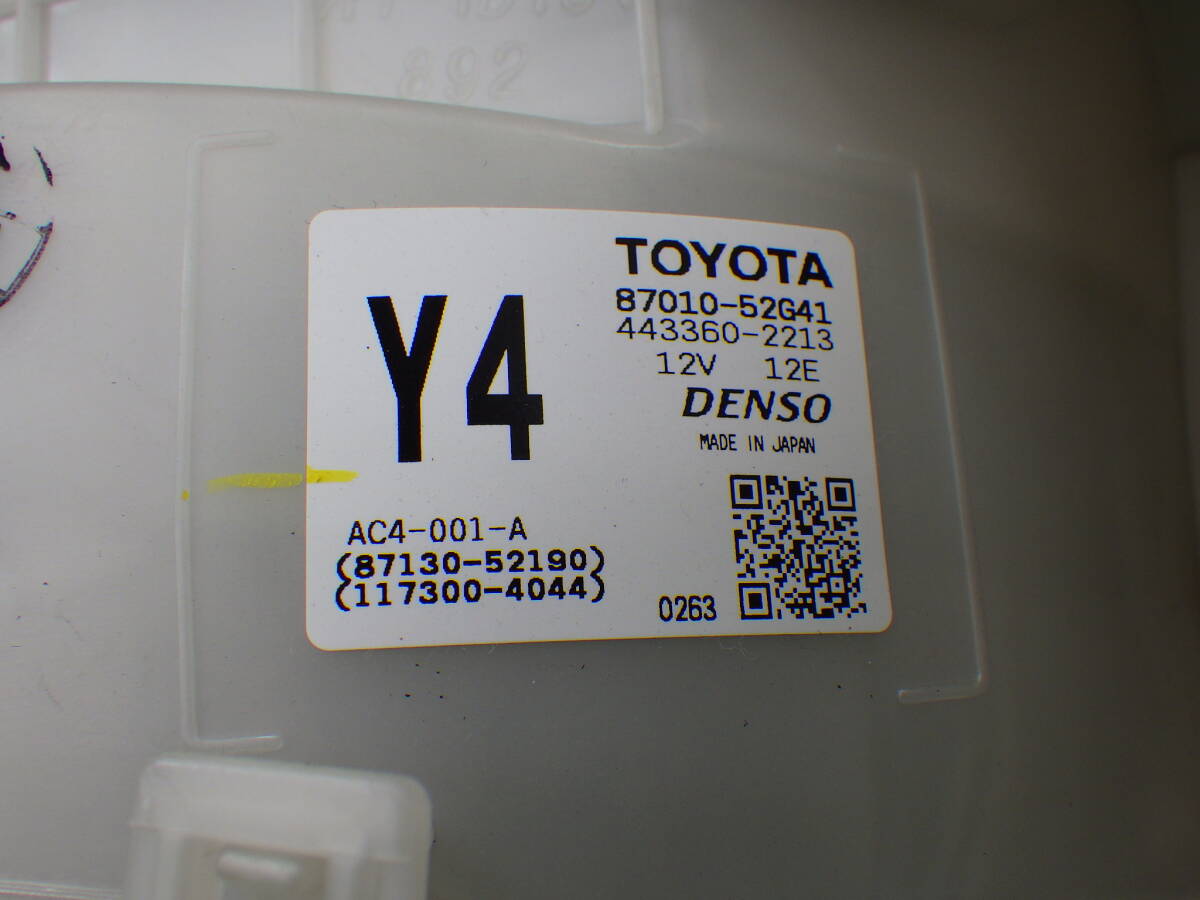 892
TOYOTA
87010-52G41
443360-2213
12V 12E
DENSO
MADE IN JAPAN
Y4
AC4-001-A
(87130-52190)
(117300-4044)
0263